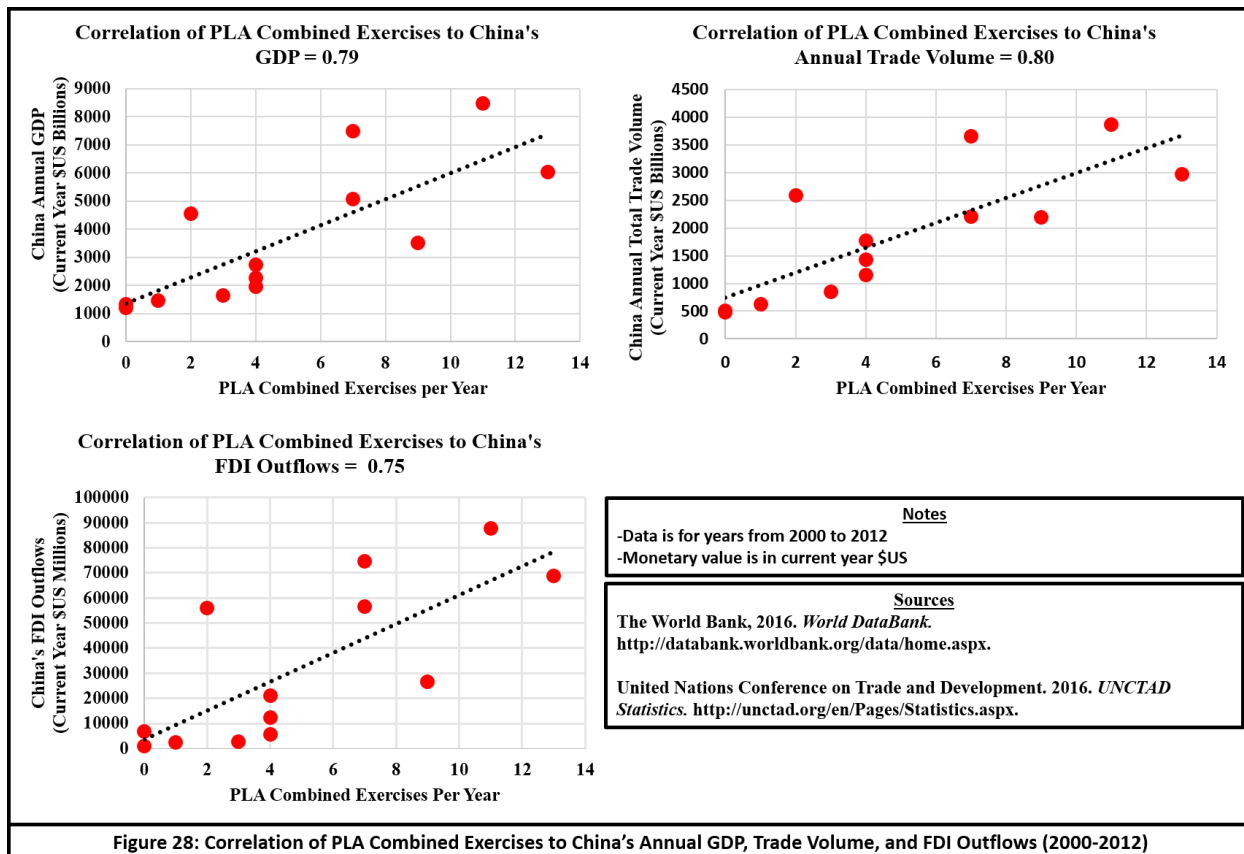 Correlation of PLA Combined Exercises to China's
GDP = 0.79
China Annual GDP
(Current Year $US Billions)
9000
8000
7000
6000
5000
4000
3000
2000
1000
0
0 2 4 6 8 10 12 14
PLA Combined Exercises per Year
Correlation of PLA Combined Exercises to China's
Annual Trade Volume = 0.80
China Annual Total Trade Volume
(Current Year $US Billions)
4500
4000
3500
3000
2500
2000
1500
1000
500
0
0 2 4 6 8 10 12 14
PLA Combined Exercises Per Year
Correlation of PLA Combined Exercises to China's
FDI Outflows = 0.75
China's FDI Outflows
(Current Year $US Millions)
100000
90000
80000
70000
60000
50000
40000
30000
20000
10000
0
0 2 4 6 8 10 12 14
PLA Combined Exercises Per Year
Notes
-Data is for years from 2000 to 2012
-Monetary value is in current year $US
Sources
The World Bank, 2016. World DataBank.
http://databank.worldbank.org/data/home.aspx.
United Nations Conference on Trade and Development. 2016. UNCTAD
Statistics. http://unctad.org/en/Pages/Statistics.aspx.
Figure 28: Correlation of PLA Combined Exercises to China’s Annual GDP, Trade Volume, and FDI Outflows (2000-2012)